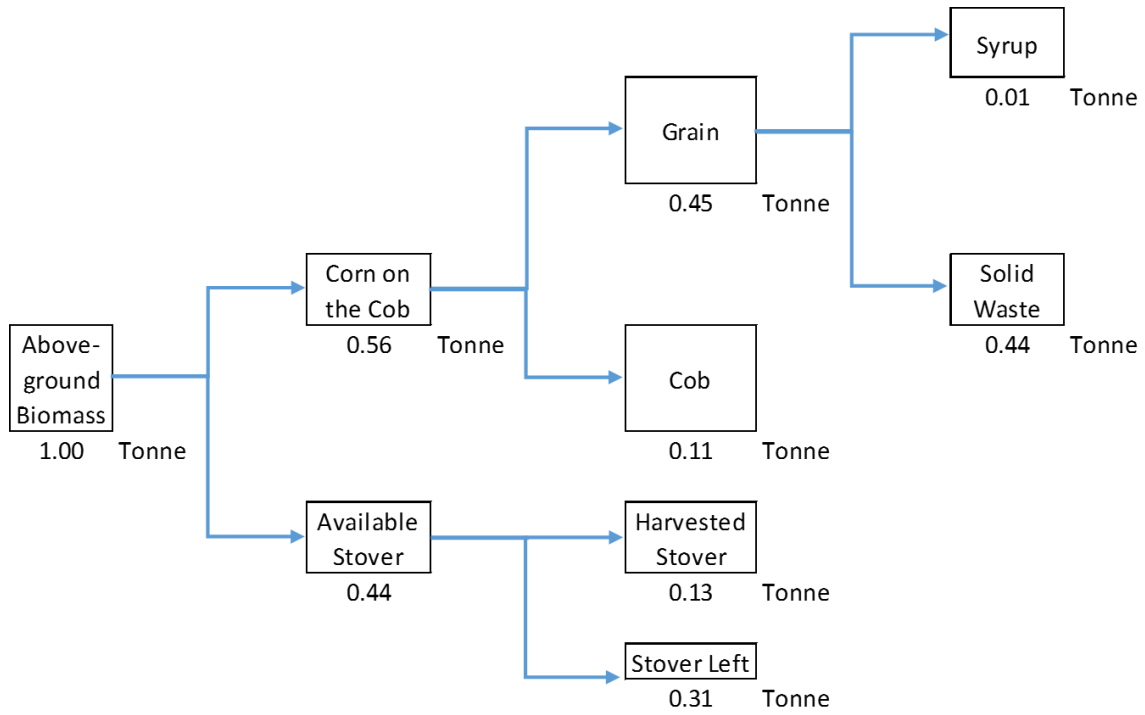 Syrup
0.01 Tonne
Grain
0.45 Tonne
Corn on
the Cob
0.56 Tonne
Solid
Waste
0.44 Tonne
Above-
ground
Biomass
1.00 Tonne
Cob
0.11 Tonne
Available
Stover
0.44
Harvested
Stover
0.13 Tonne
Stover Left
0.31 Tonne